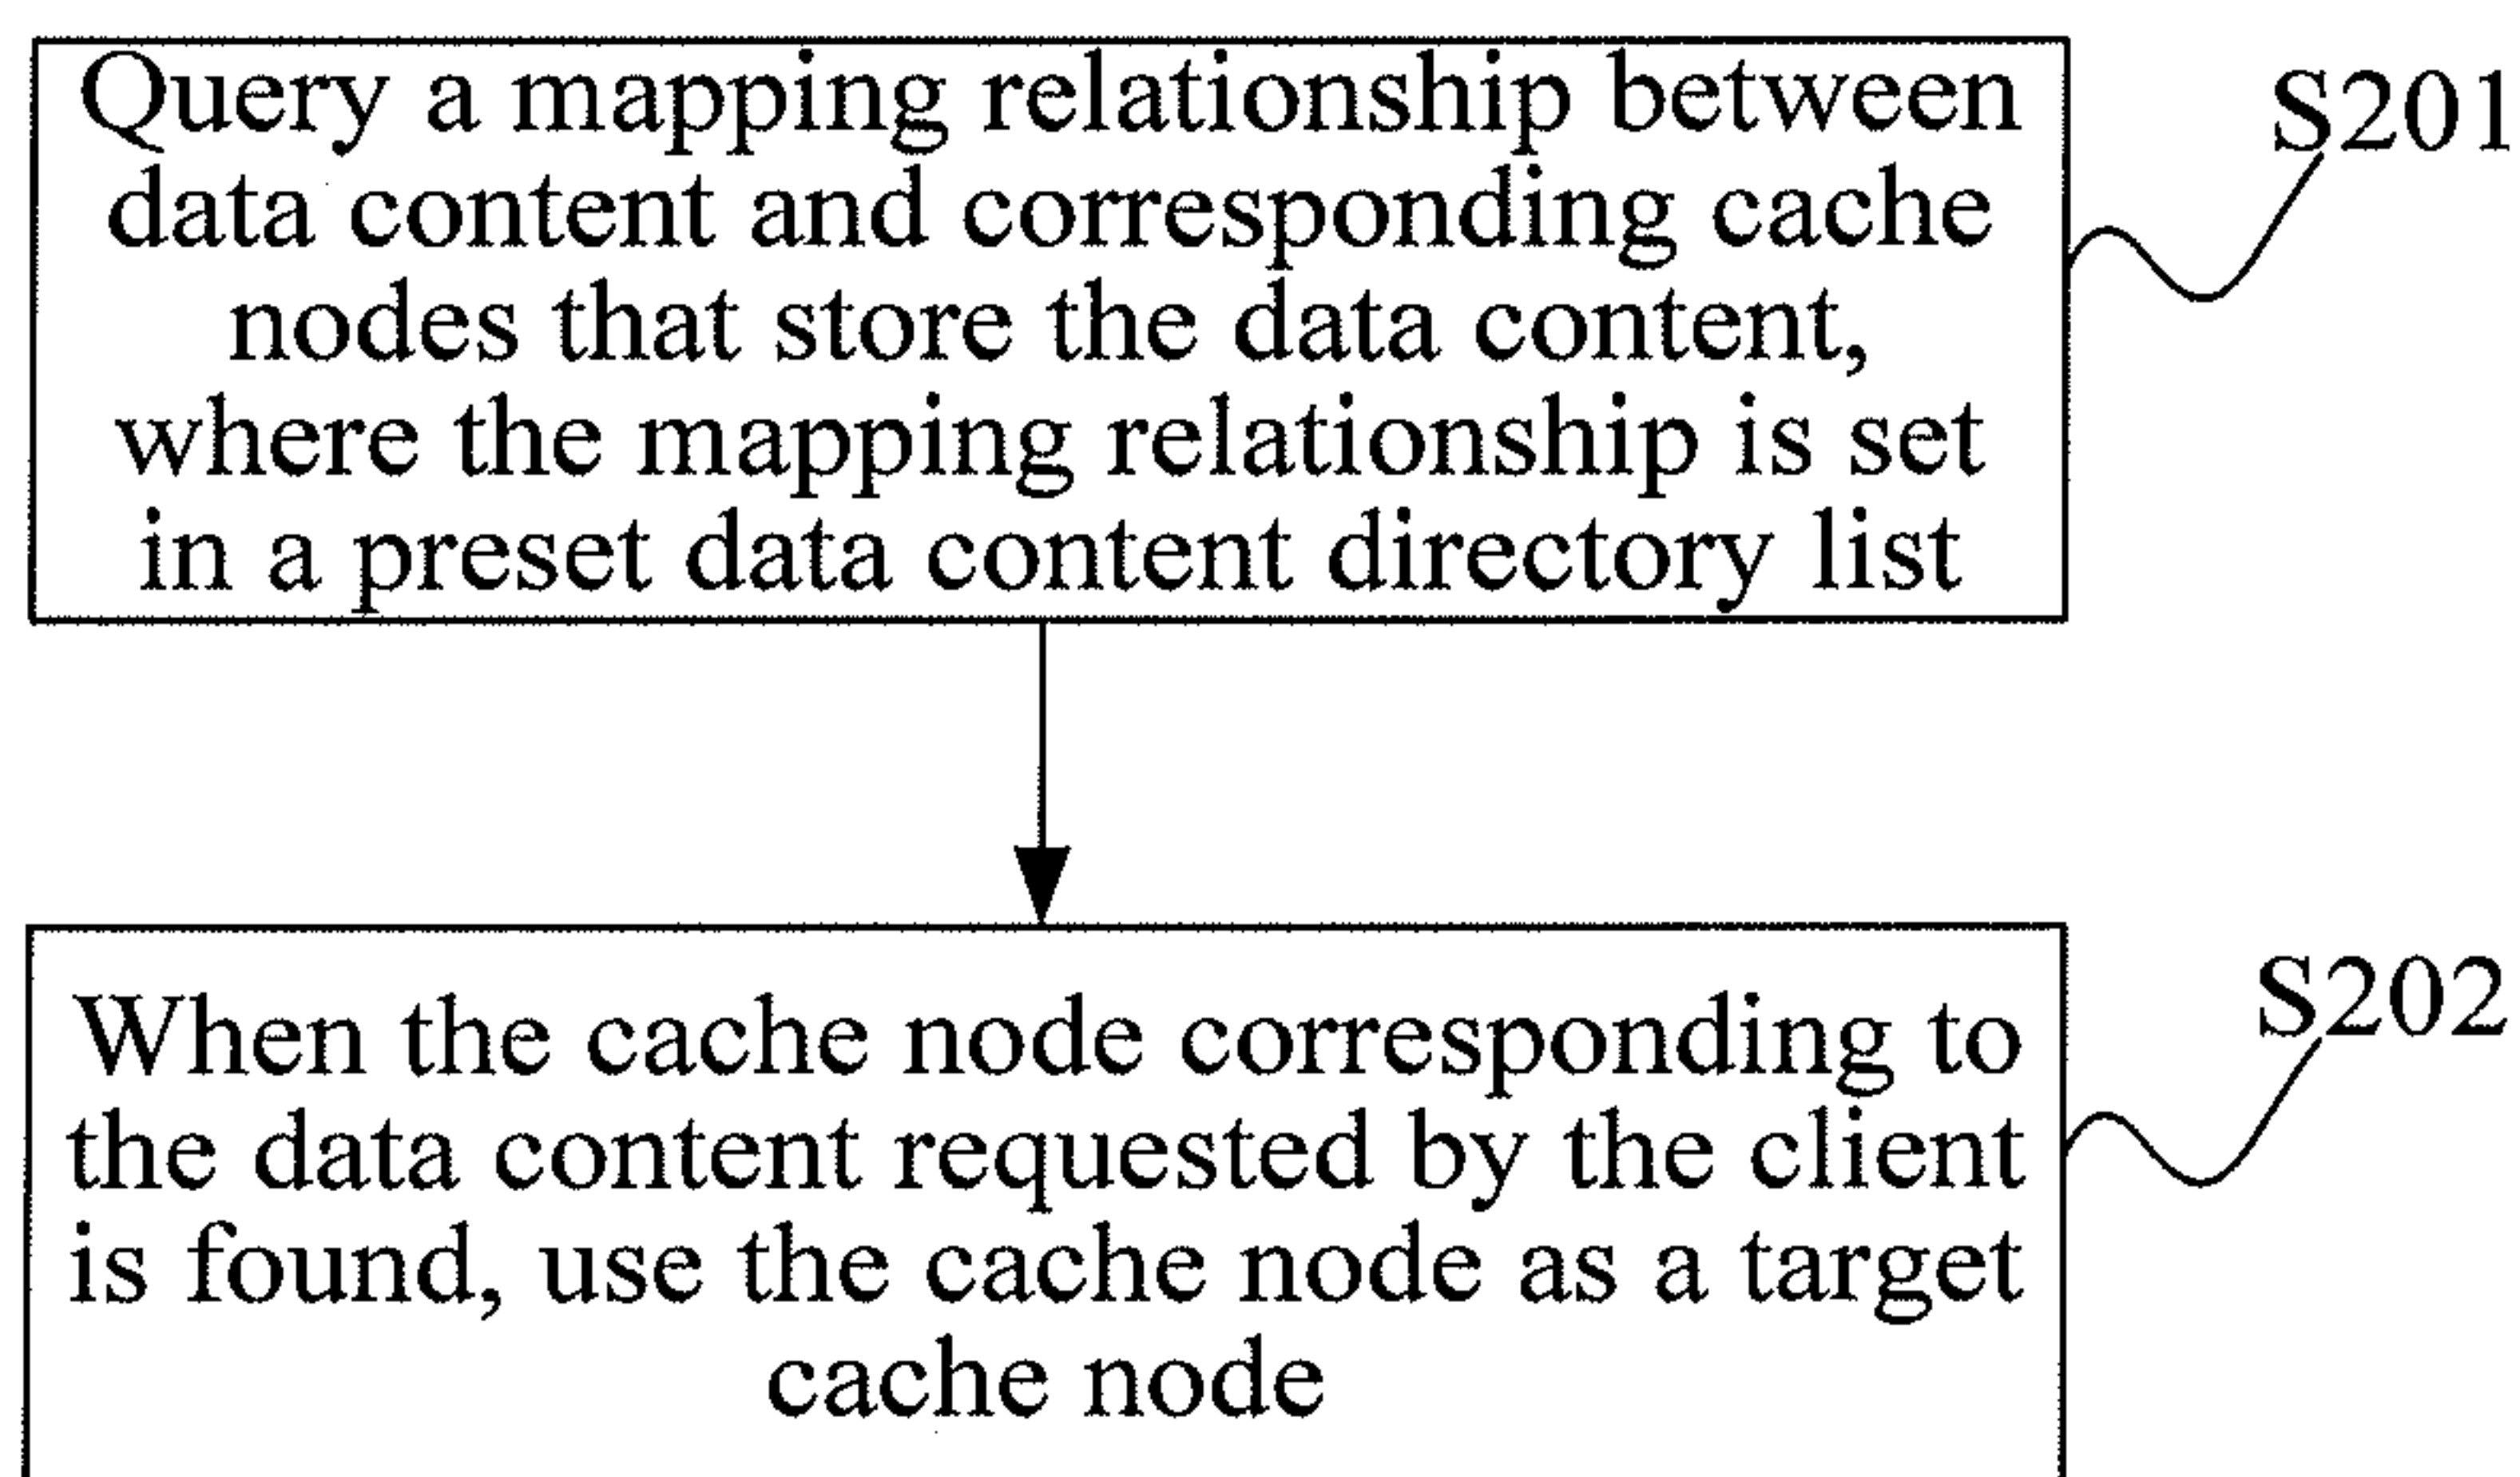 Query a mapping relationship between
data content and corresponding cache
nodes that store the data content,
where the mapping relationship is set
in a preset data content directory list
S201
When the cache node corresponding to
the data content requested by the client
is found, use the cache node as a target
cache node
S202